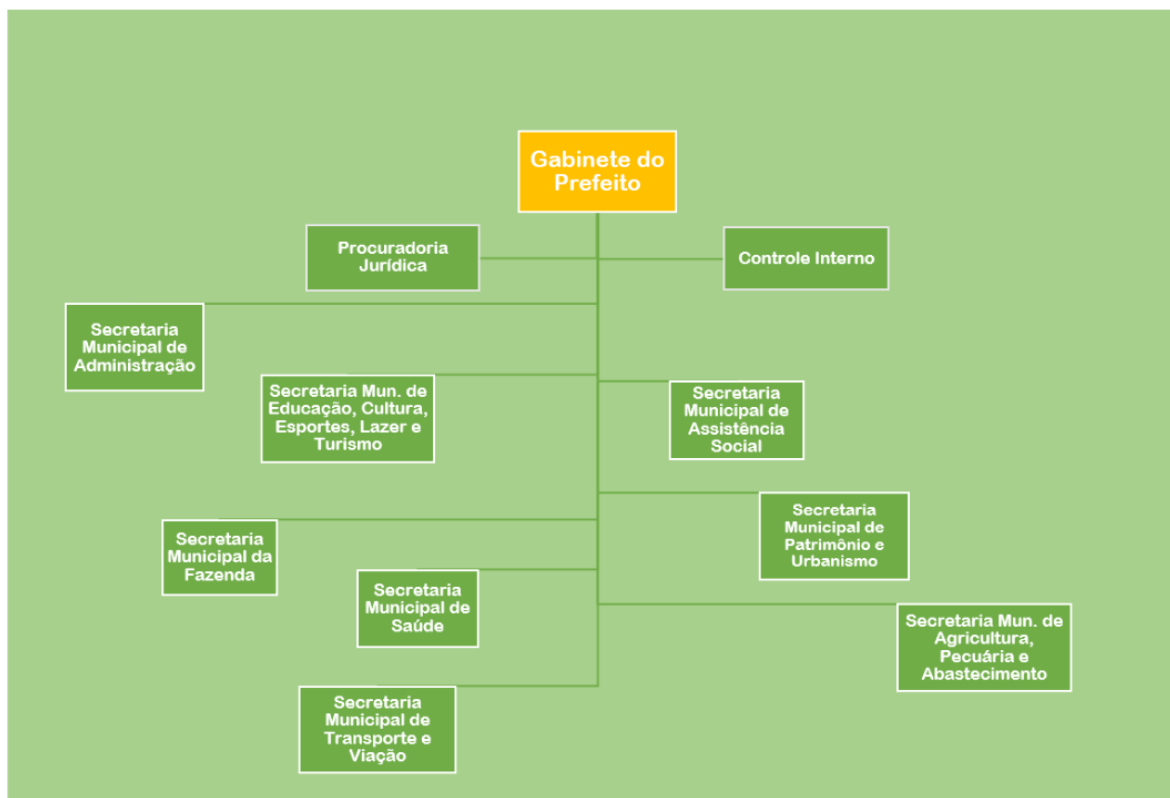 Gabinete do
Prefeito
Procuradoria
Jurídica
Controle Interno
Secretaria
Municipal de
Administração
Secretaria Mun. de
Educação, Cultura,
Esportes, Lazer e
Turismo
Secretaria
Municipal de
Assistência
Social
Secretaria
Municipal de
Patrimônio e
Urbanismo
Secretaria
Municipal da
Fazenda
Secretaria
Municipal de
Saúde
Secretaria Mun. de
Agricultura,
Pecuária e
Abastecimento
Secretaria
Municipal de
Transporte e
Viação